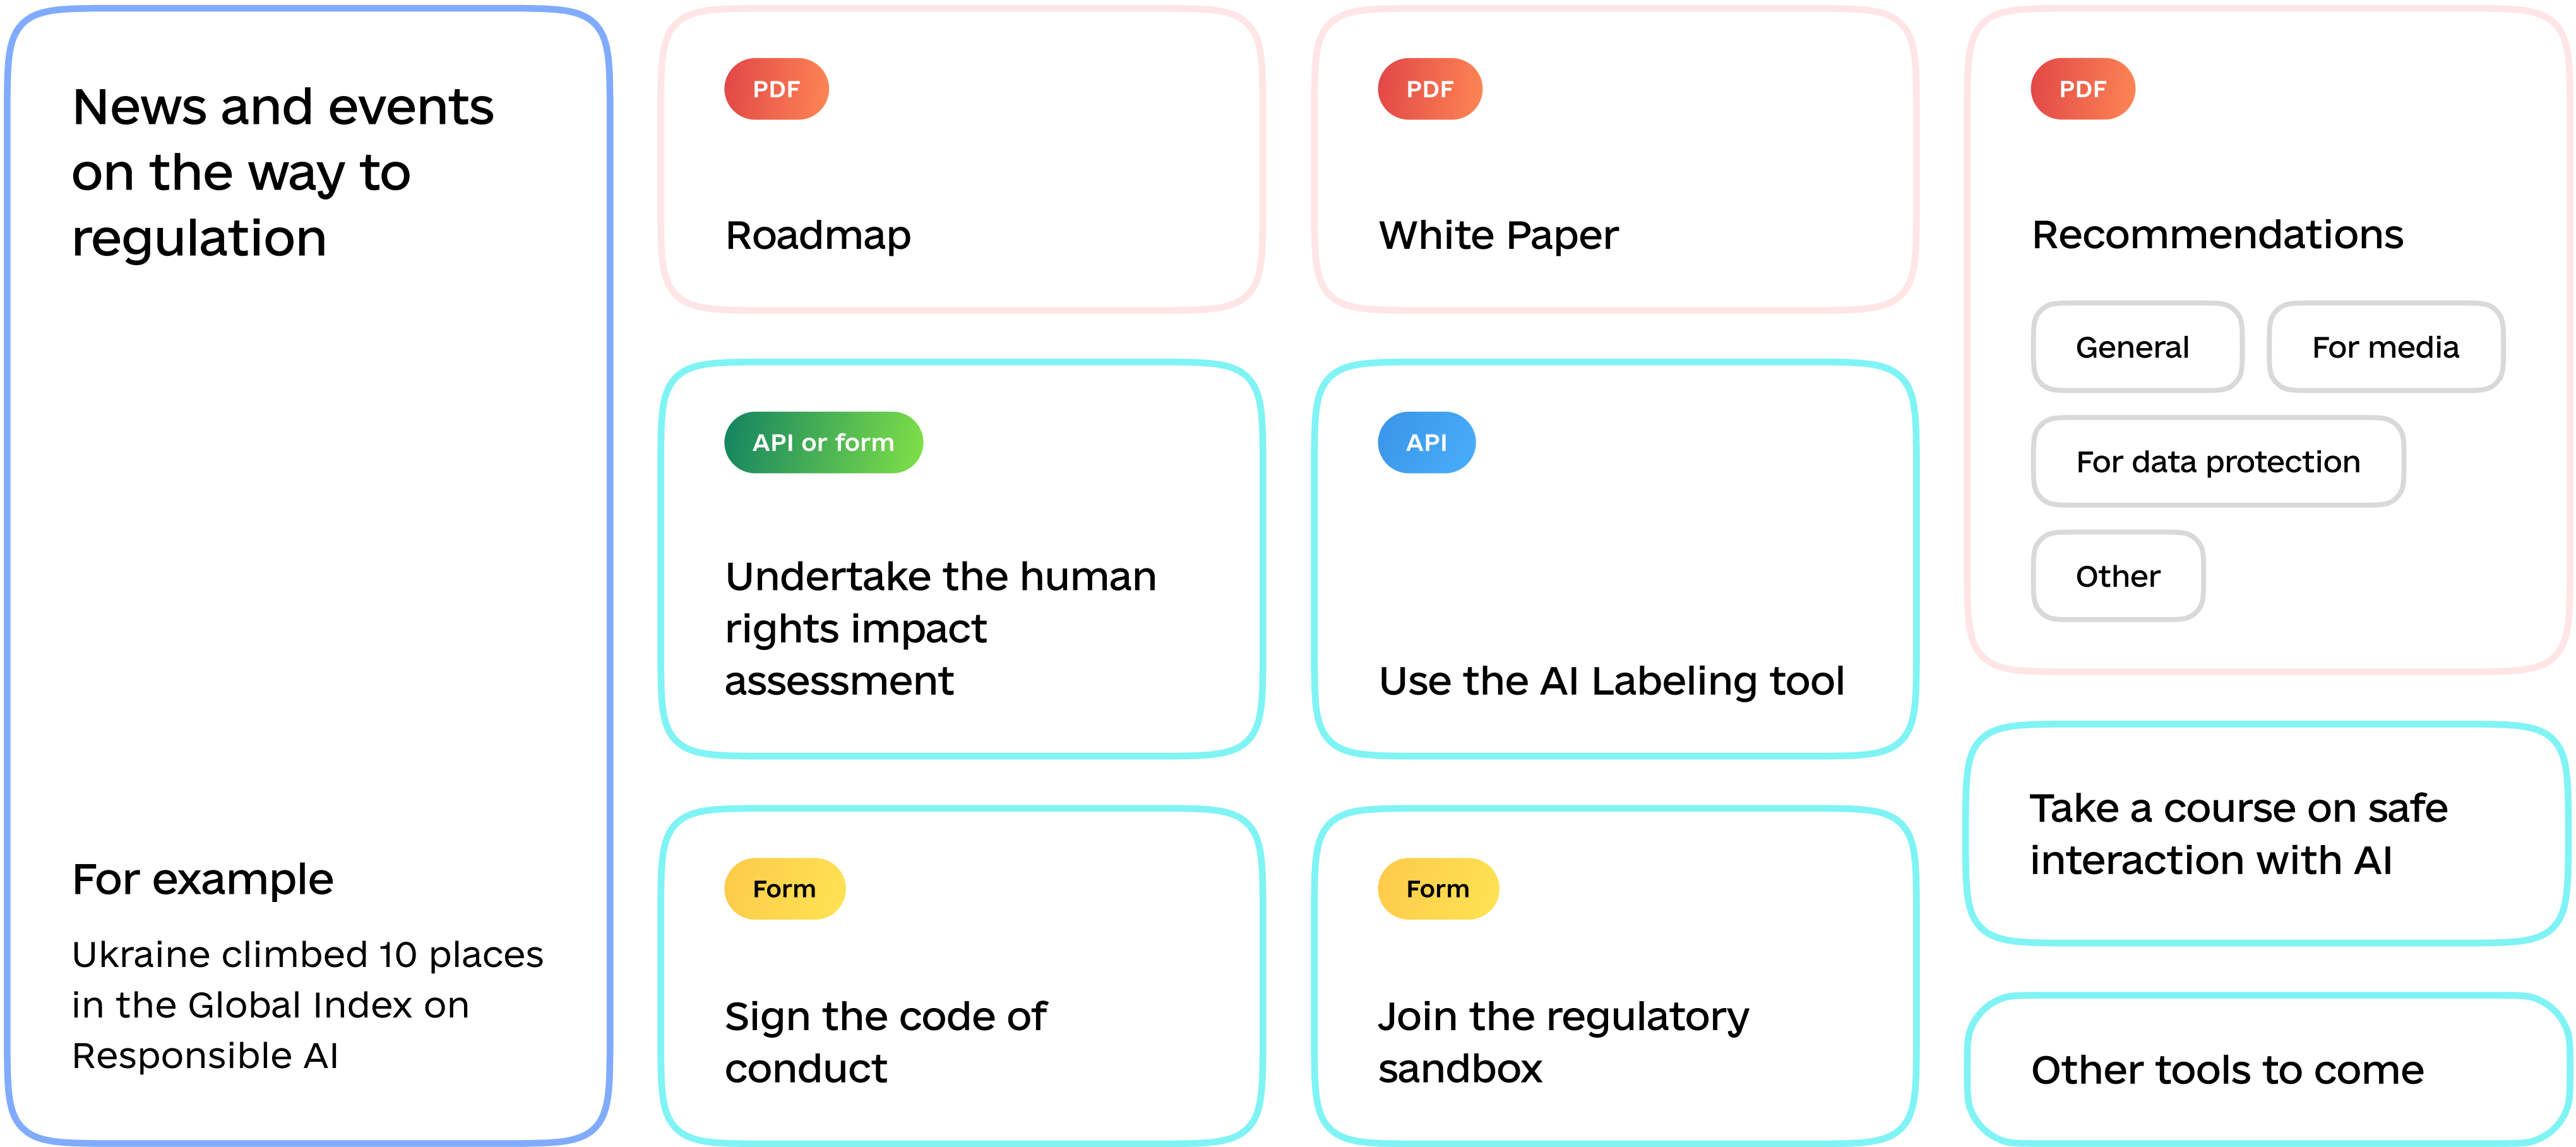 News and events
on the way to
regulation
For example
Ukraine climbed 10 places
in the Global Index on
Responsible AI
PDF
Roadmap
PDF
White Paper
PDF
Recommendations
General
For media
For data protection
Other
API or form
Undertake the human
rights impact
assessment
API
Use the AI Labeling tool
Take a course on safe
interaction with AI
Form
Sign the code of
conduct
Form
Join the regulatory
sandbox
Other tools to come